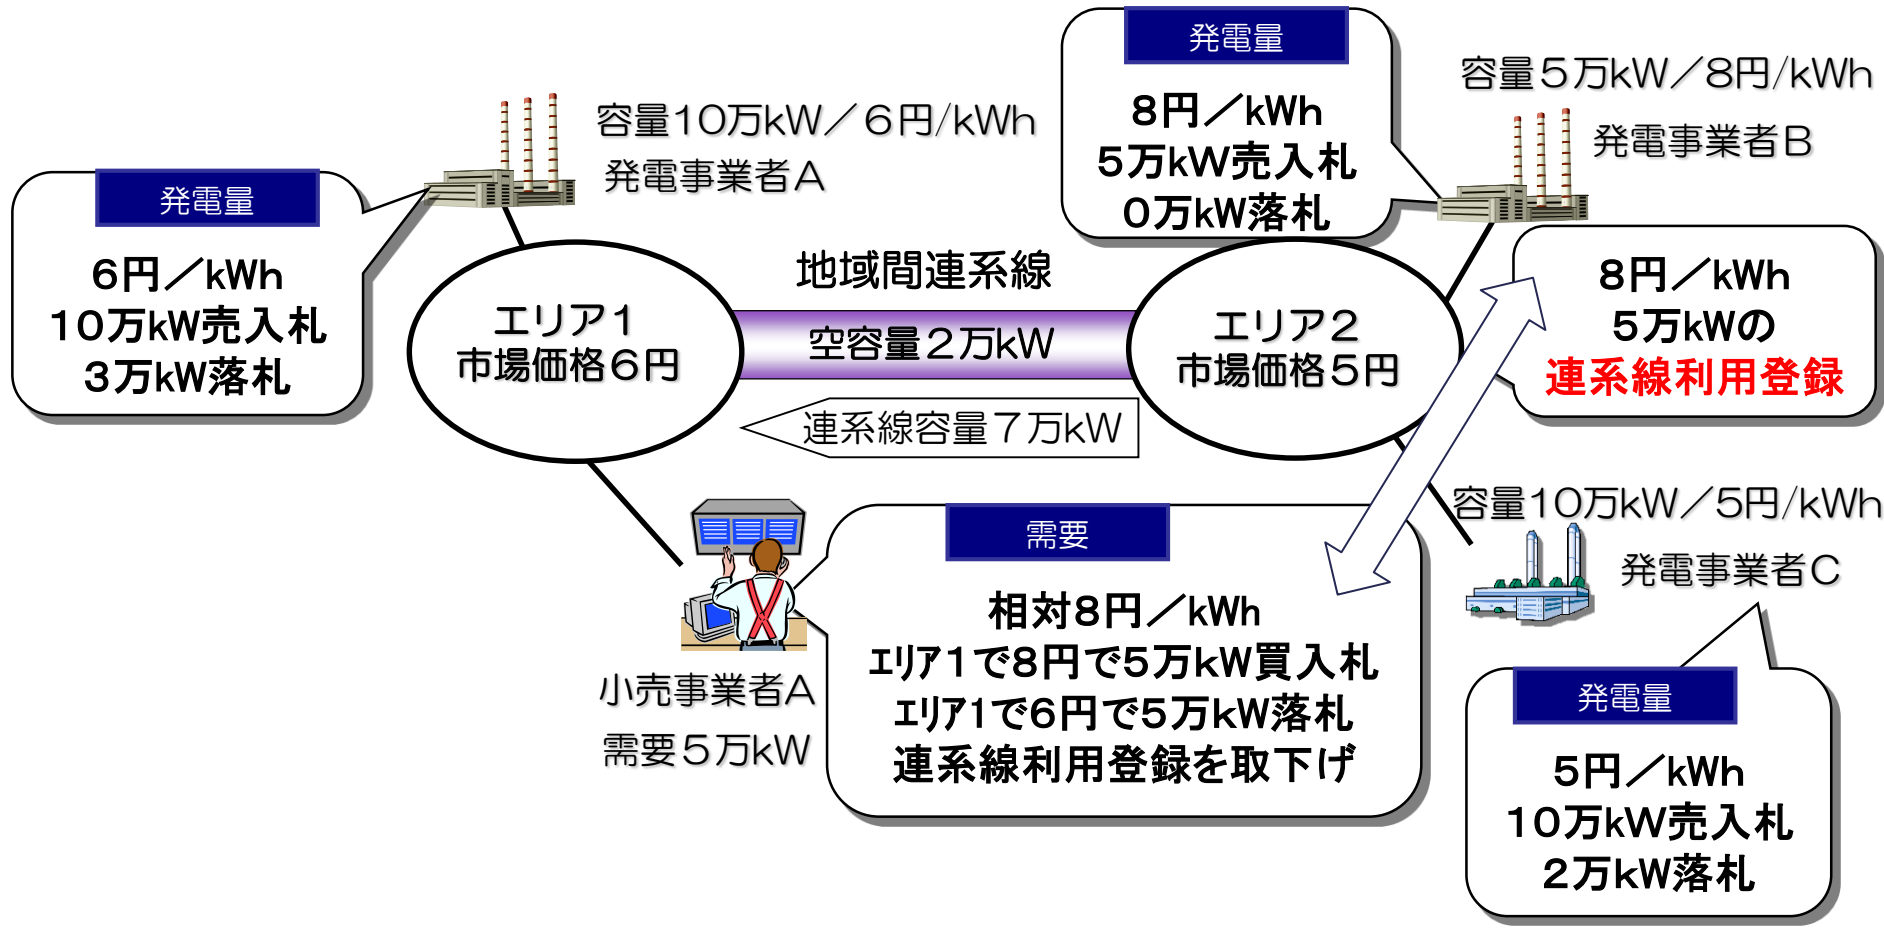 発電量
6円／kWh
10万kW売入札
3万kW落札
容量10万kW／6円/kWh
発電事業者A
発電量
8円／kWh
5万kW売入札
0万kW落札
容量5万kW／8円/kWh
発電事業者B
8円／kWh
5万kWの
連系線利用登録
エリア1
市場価格6円
地域間連系線
空容量2万kW
連系線容量7万kW
エリア2
市場価格5円
小売事業者A
需要5万kW
需要
相対8円／kWh
ｴﾘｱ1で8円で5万kW買入札
ｴﾘｱ1で6円で5万kW落札
連系線利用登録を取下げ
容量10万kW／5円/kWh
発電事業者C
発電量
5円／kWh
10万kW売入札
2万kW落札